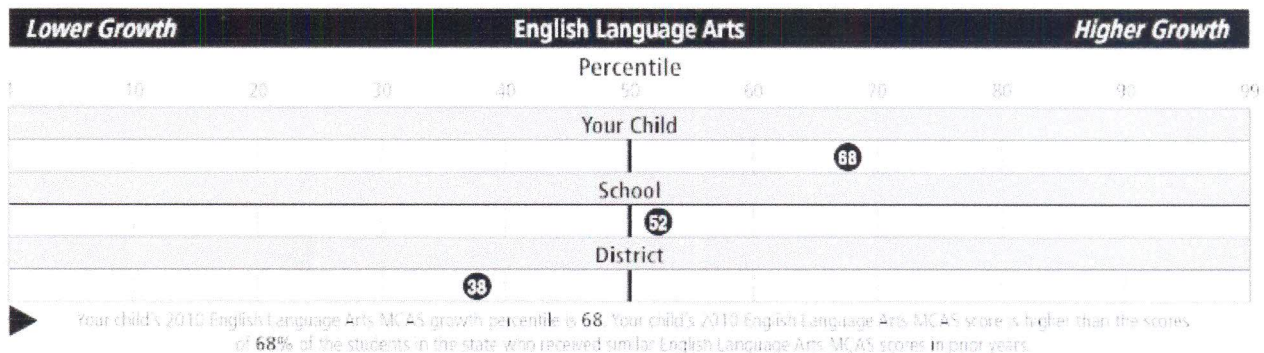 Lower Growth English Language Arts Higher Growth
Percentile
1 10 20 30 40 50 60 70 80 90 99
Your Child
68
School
52
District
38
Your child's 2010 English Language Arts MCAS growth percentile is 68. Your child's 2010 English Language Arts MCAS score is higher than the scores
of 68% of the students in the state who received similar English Language Arts MCAS scores in prior years.